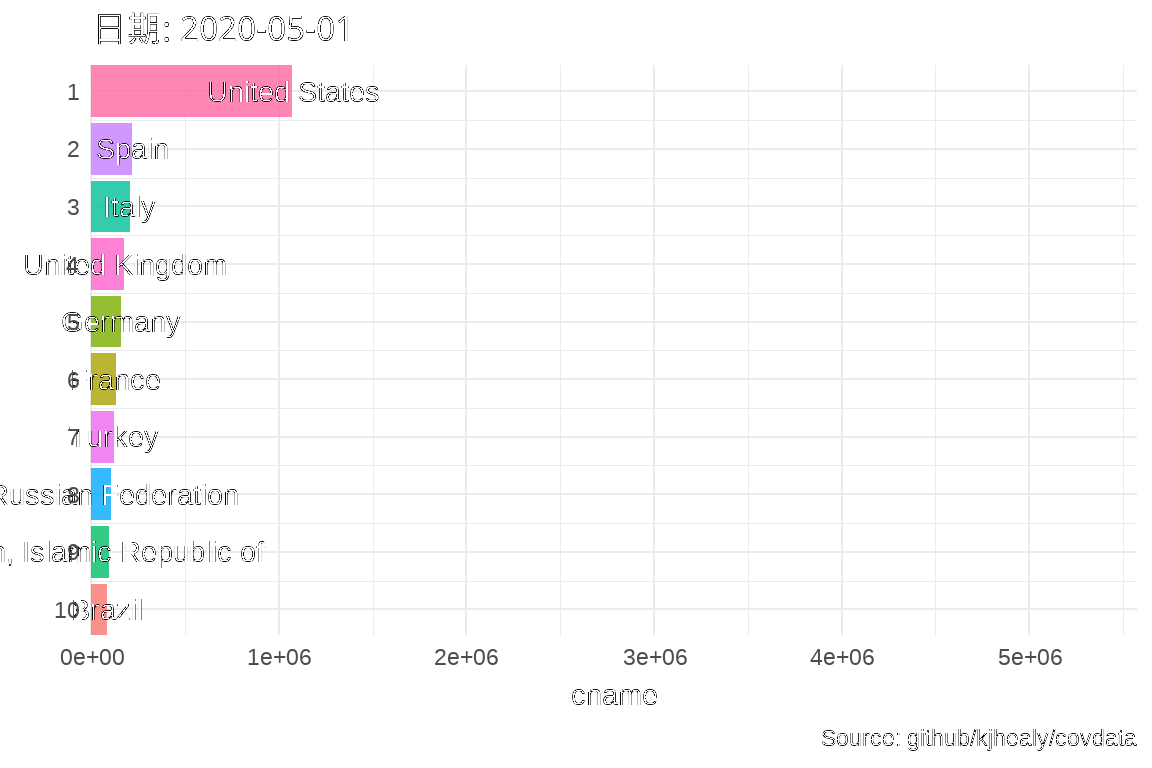 日期: 2020-05-01
1 United States
2 Spain
3 Italy
4 United Kingdom
5 Germany
6 France
7 Turkey
8 Russian Federation
9 n, Islamic Republic of
10 Brazil
0e+00 1e+06 2e+06 3e+06 4e+06 5e+06
cname
Source: github/kjhealy/covdata